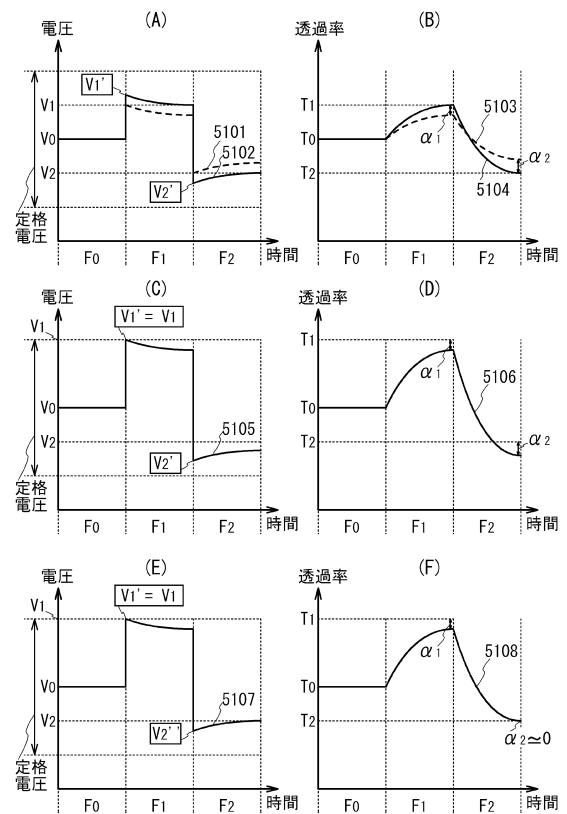 (A)
電圧
V1'
V1
V0
V2
5101
5102
V2'
定格
電圧
F0 F1 F2
時間
(B)
透過率
T1
T0
T2
α1
5103
α2
5104
F0 F1 F2
時間
(C)
電圧
V1
V1' = V1
V0
V2
5105
V2'
定格
電圧
F0 F1 F2
時間
(D)
透過率
T1
α1
5106
T0
T2
α2
F0 F1 F2
時間
(E)
電圧
V1
V1' = V1
V0
V2
5107
V2''
定格
電圧
F0 F1 F2
時間
(F)
透過率
T1
α1
5108
T0
T2
α2≃0
F0 F1 F2
時間